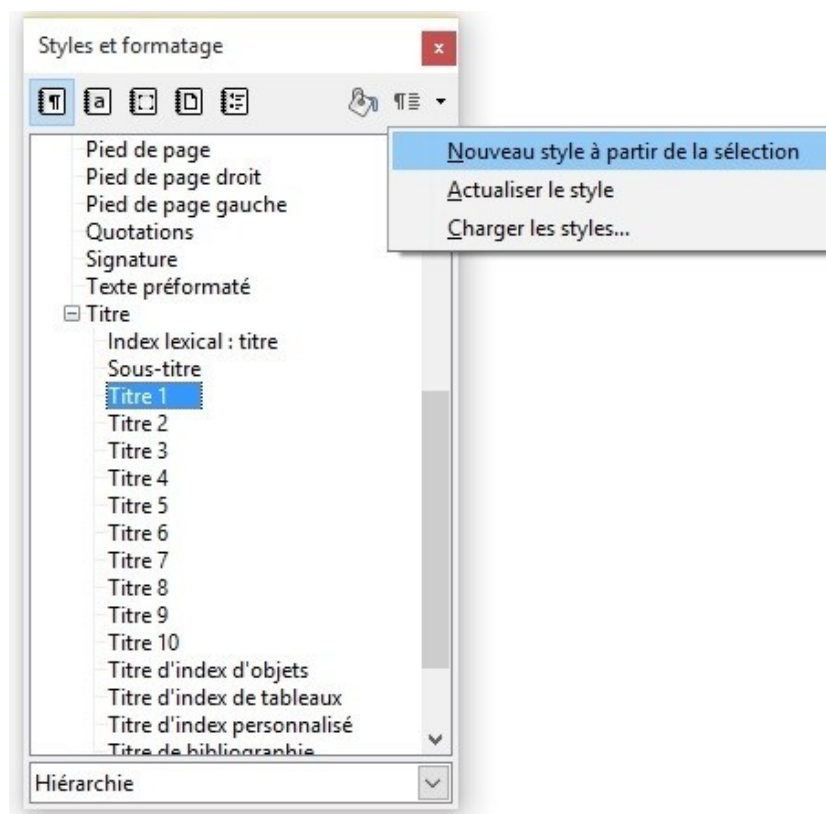 Styles et formatage
Nouveau style à partir de la sélection
Actualiser le style
Charger les styles...
Pied de page
Pied de page droit
Pied de page gauche
Quotations
Signature
Texte préformaté
Titre
Index lexical : titre
Sous-titre
Titre 1
Titre 2
Titre 3
Titre 4
Titre 5
Titre 6
Titre 7
Titre 8
Titre 9
Titre 10
Titre d'index d'objets
Titre d'index de tableaux
Titre d'index personnalisé
Titre de bibliographie
Hiérarchie